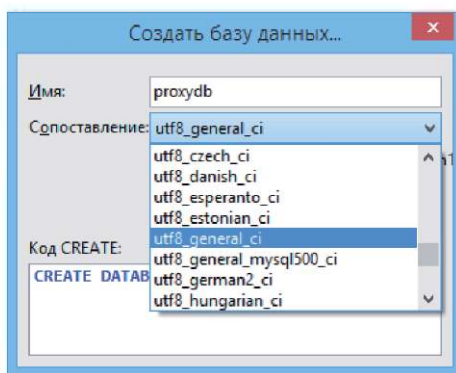 Создать базу данных...
Имя: proxydb
Сопоставление: utf8_general_ci
utf8_czech_ci
utf8_danish_ci
utf8_esperanto_ci
utf8_estonian_ci
utf8_general_ci
utf8_general_mysql500_ci
utf8_german2_ci
utf8_hungarian_ci
Код CREATE:
CREATE DATAB